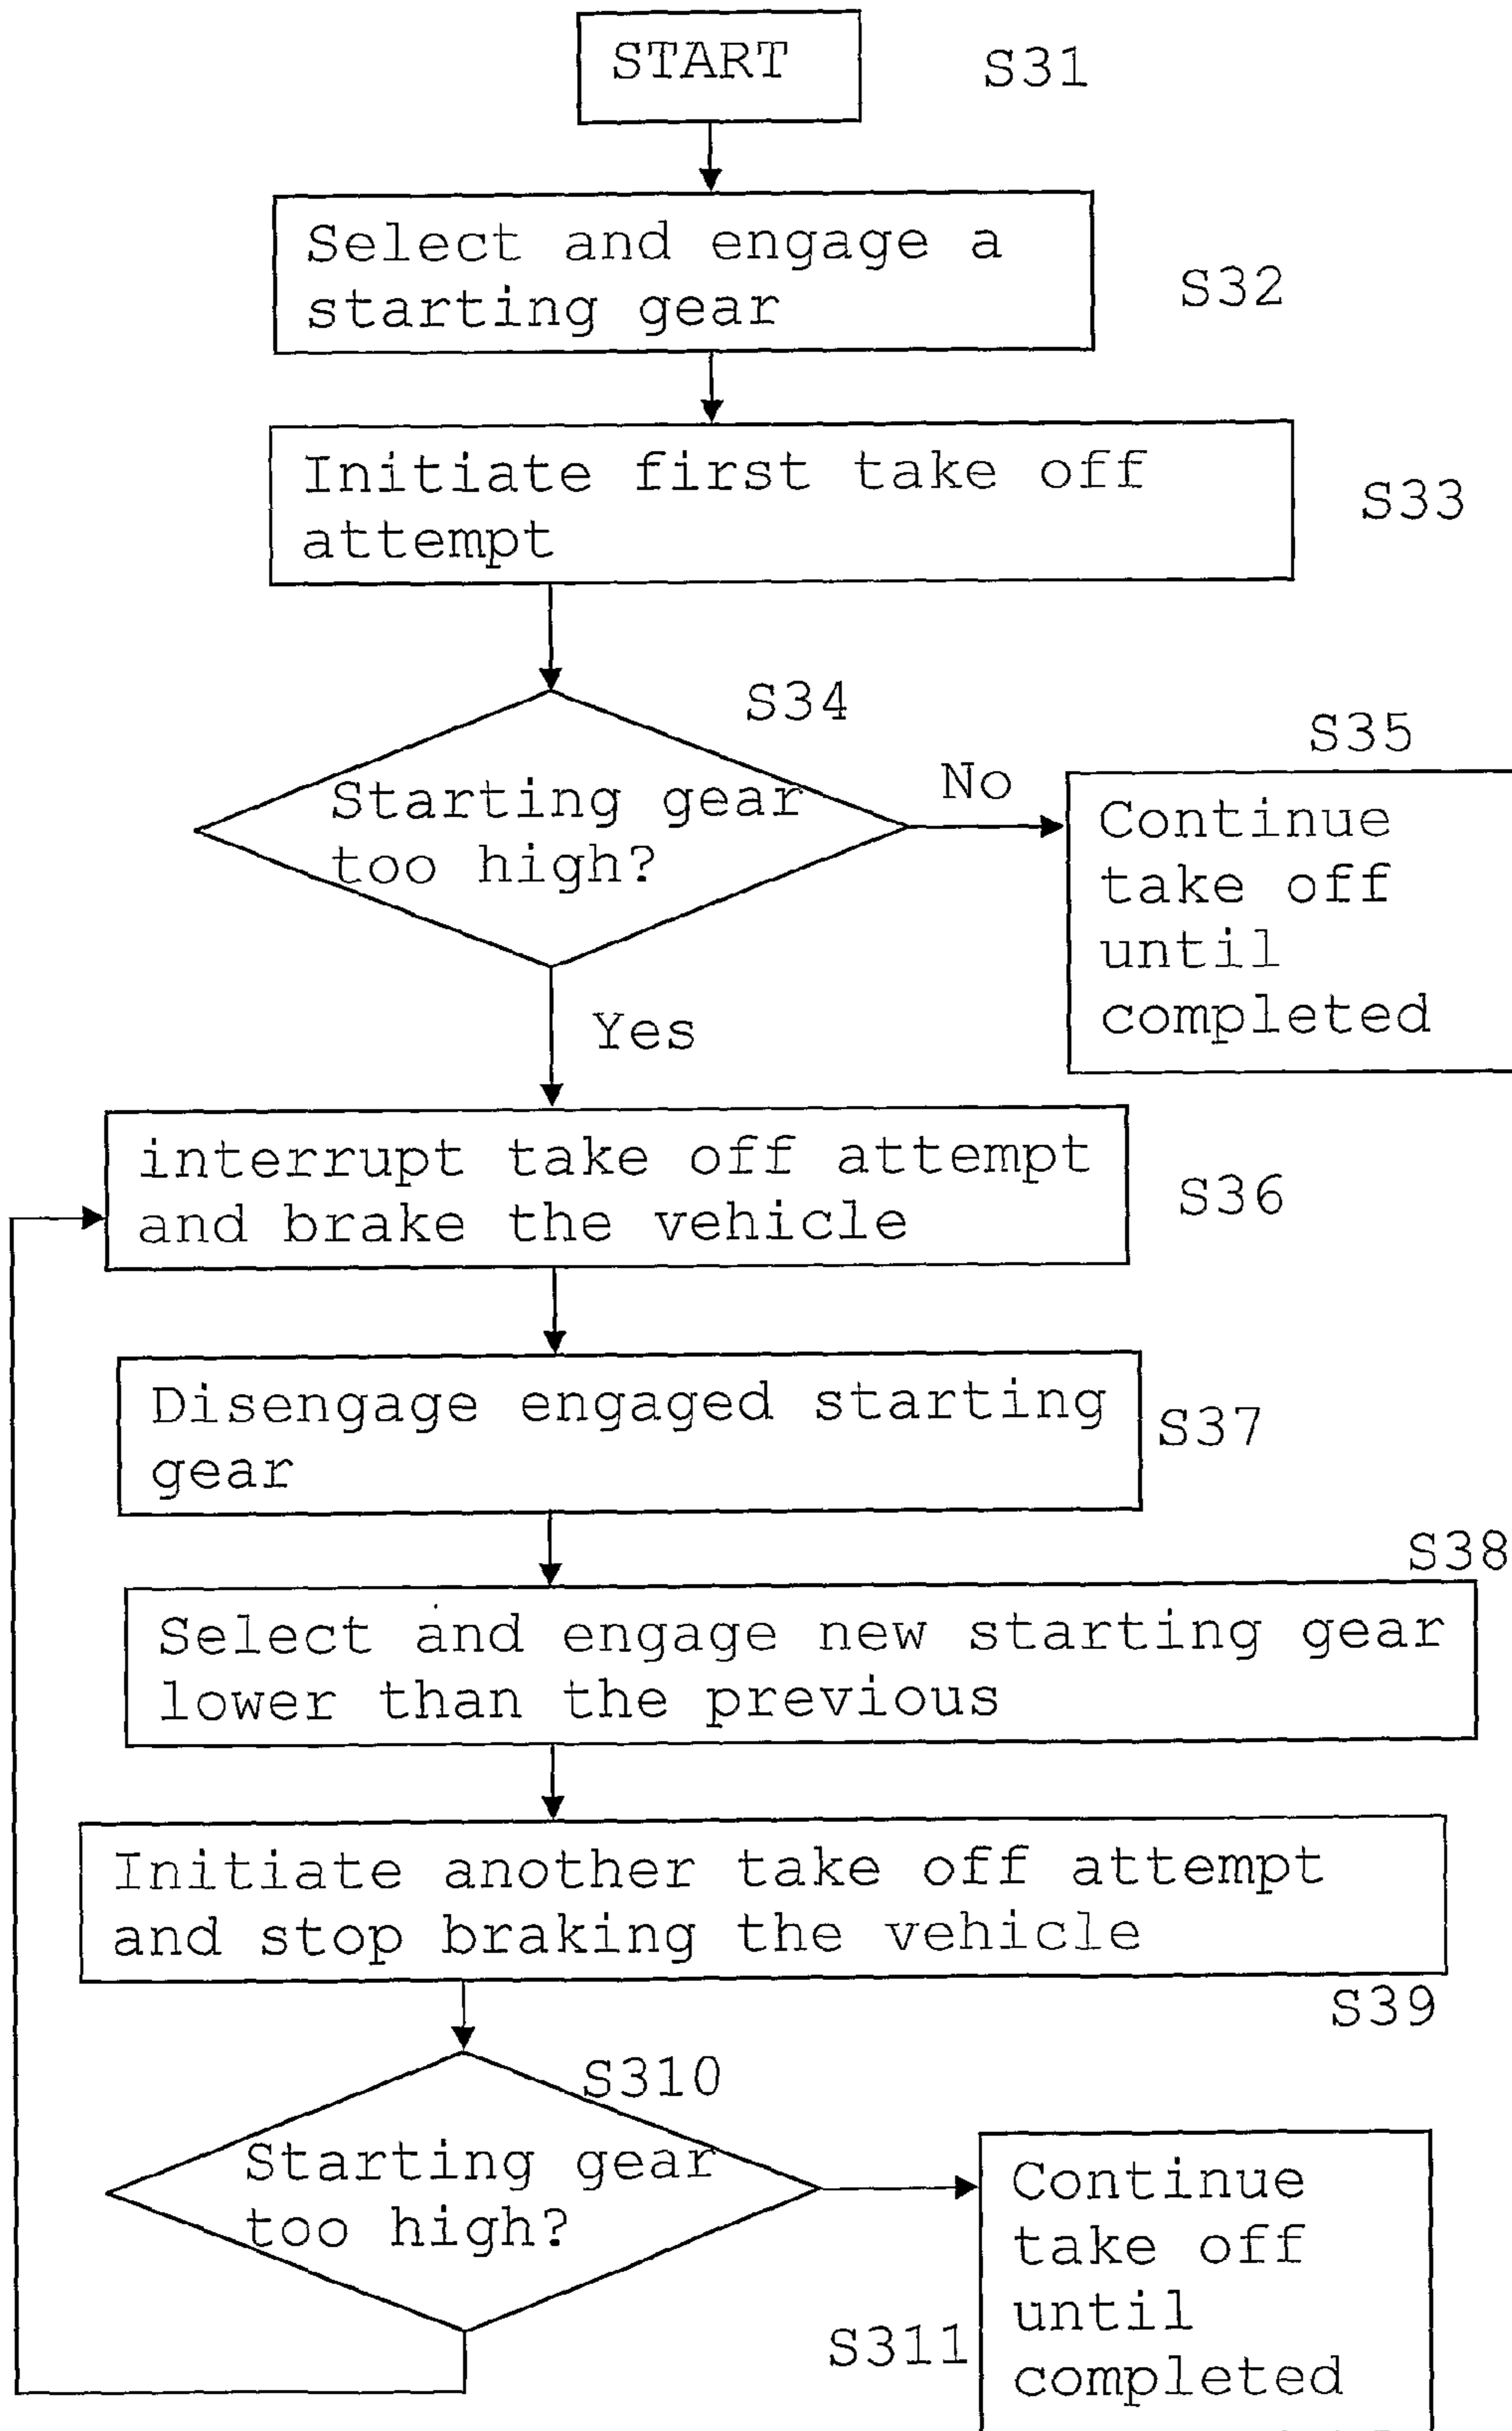 START
S31
Select and engage a
starting gear
S32
Initiate first take off
attempt
S33
S34
Starting gear
too high?
No
S35
Continue
take off
until
completed
Yes
interrupt take off attempt
and brake the vehicle
S36
Disengage engaged starting
gear
S37
S38
Select and engage new starting gear
lower than the previous
Initiate another take off attempt
and stop braking the vehicle
S39
S310
Starting gear
too high?
Continue
take off
until
completed
S311